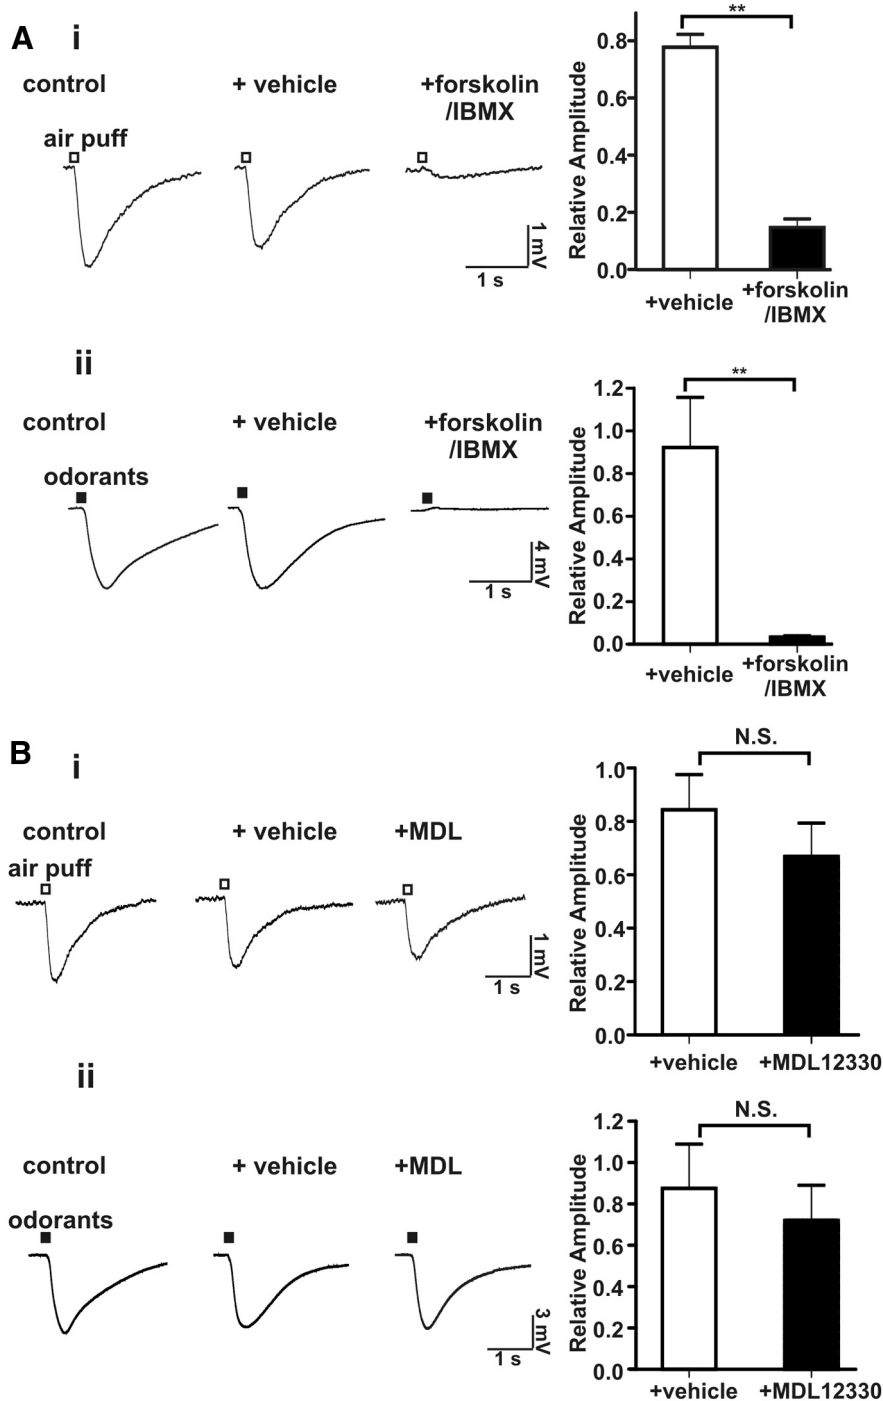 A i
control + vehicle +forskolin
/IBMX
air puff
1 mV
1 s
**
Relative Amplitude
0.8
0.6
0.4
0.2
0.0
+vehicle +forskolin
/IBMX
ii
control + vehicle +forskolin
/IBMX
odorants
4 mV
1 s
**
Relative Amplitude
1.2
1.0
0.8
0.6
0.4
0.2
0.0
+vehicle +forskolin
/IBMX
B i
control + vehicle +MDL
air puff
1 mV
1 s
N.S.
Relative Amplitude
1.0
0.8
0.6
0.4
0.2
0.0
+vehicle +MDL12330
ii
control + vehicle +MDL
odorants
3 mV
1 s
N.S.
Relative Amplitude
1.2
1.0
0.8
0.6
0.4
0.2
0.0
+vehicle +MDL12330